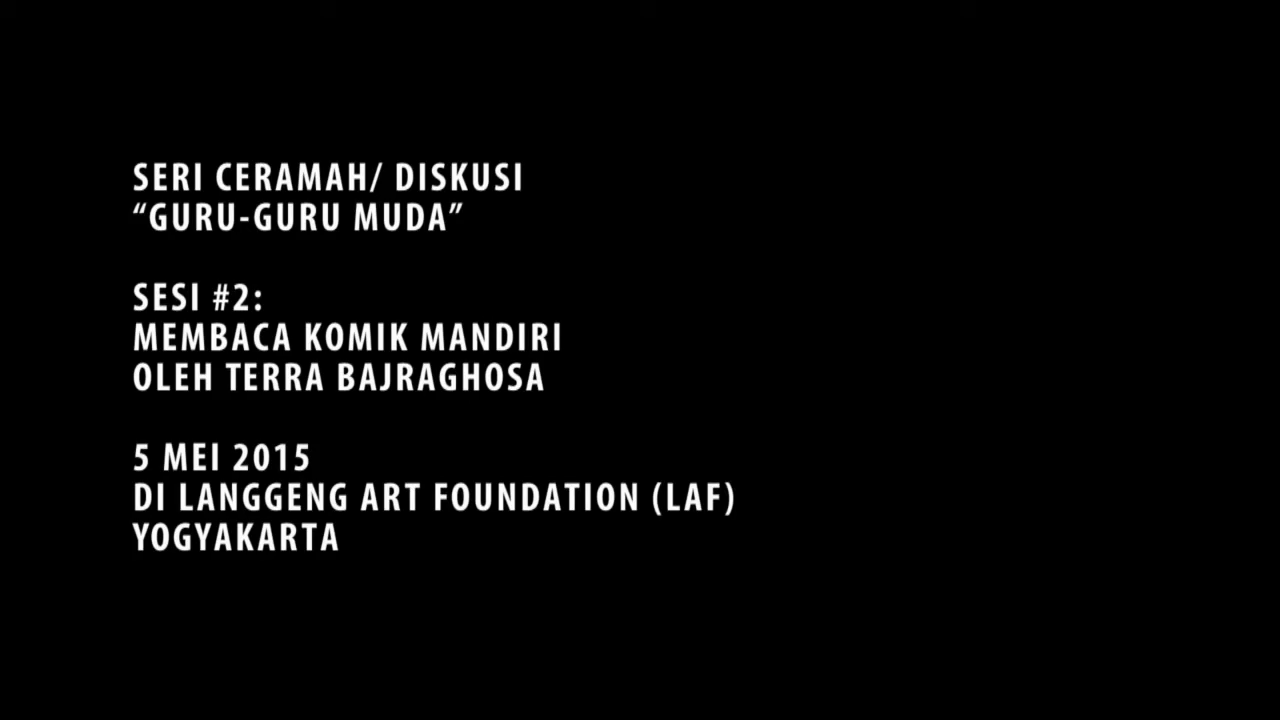 SERI CERAMAH/ DISKUSI
“GURU-GURU MUDA”
SESI #2:
MEMBACA KOMIK MANDIRI
OLEH TERRA BAJRAGHOSA
5 MEI 2015
DI LANGGENG ART FOUNDATION (LAF)
YOGYAKARTA